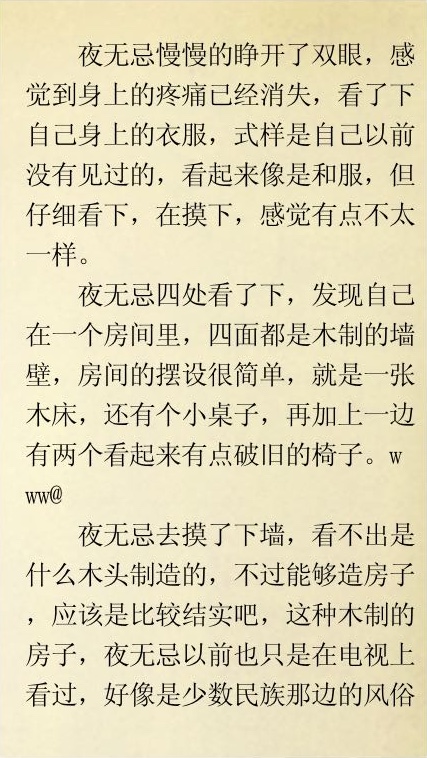 夜无忌慢慢的睁开了双眼，感
觉到身上的疼痛已经消失，看了下
自己身上的衣服，式样是自己以前
没有见过的，看起来像是和服，但
仔细看下，在摸下，感觉有点不太
一样。
夜无忌四处看了下，发现自己
在一个房间里，四面都是木制的墙
壁，房间的摆设很简单，就是一张
木床，还有个小桌子，再加上一边
有两个看起来有点破旧的椅子。w
ww@
夜无忌去摸了下墙，看不出是
什么木头制造的，不过能够造房子
，应该是比较结实吧，这种木制的
房子，夜无忌以前也只是在电视上
看过，好像是少数民族那边的风俗